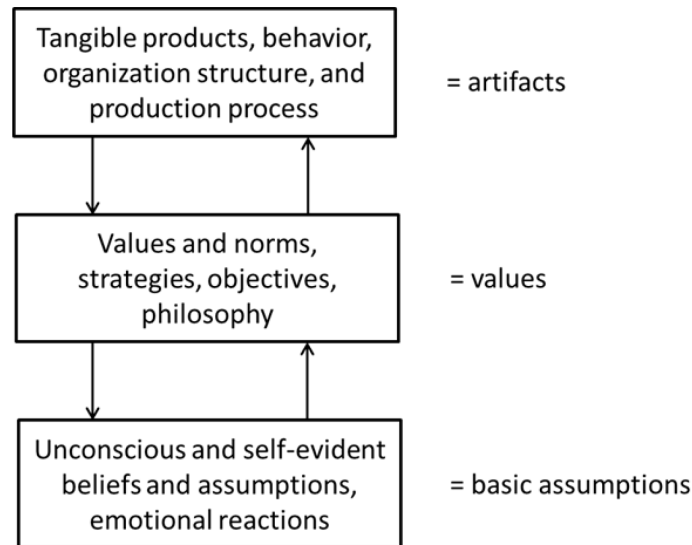 Tangible products, behavior,
organization structure, and
production process
= artifacts
Values and norms,
strategies, objectives,
philosophy
= values
Unconscious and self-evident
beliefs and assumptions,
emotional reactions
= basic assumptions